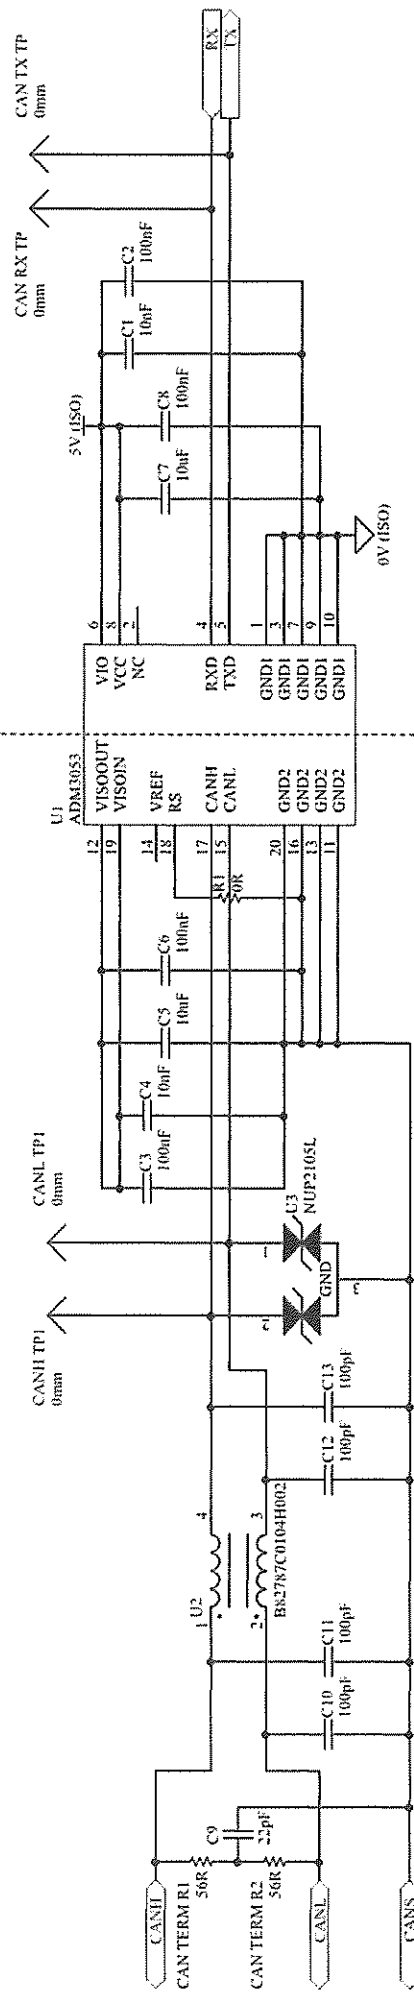 CANH
CAN TERM R1
56R
CAN TERM R2
56R
CANL
CANS
C9
22pF
C10
100pF
C11
100pF
1
U2
4
2
3
B82787C0104H002
C12
100pF
C13
100pF
CANH TP1
0mm
CANL TP1
0mm
2
1
GND
3
U3
NUP2105L
C3
100nF
C4
10nF
C5
10uF
C6
100nF
R1
0R
U1
ADM3053
12
VISOOUT
19
VISOIN
14
VREF
18
RS
17
CANH
15
CANL
20
GND2
16
GND2
13
GND2
11
GND2
VIO
6
VCC
8
NC
2
RXD
4
TXD
5
GND1
1
GND1
3
GND1
7
GND1
9
GND1
10
5V (ISO)
0V (ISO)
C7
10uF
C8
100nF
C1
10nF
C2
100nF
CAN RX TP
0mm
CAN TX TP
0mm
RX
TX